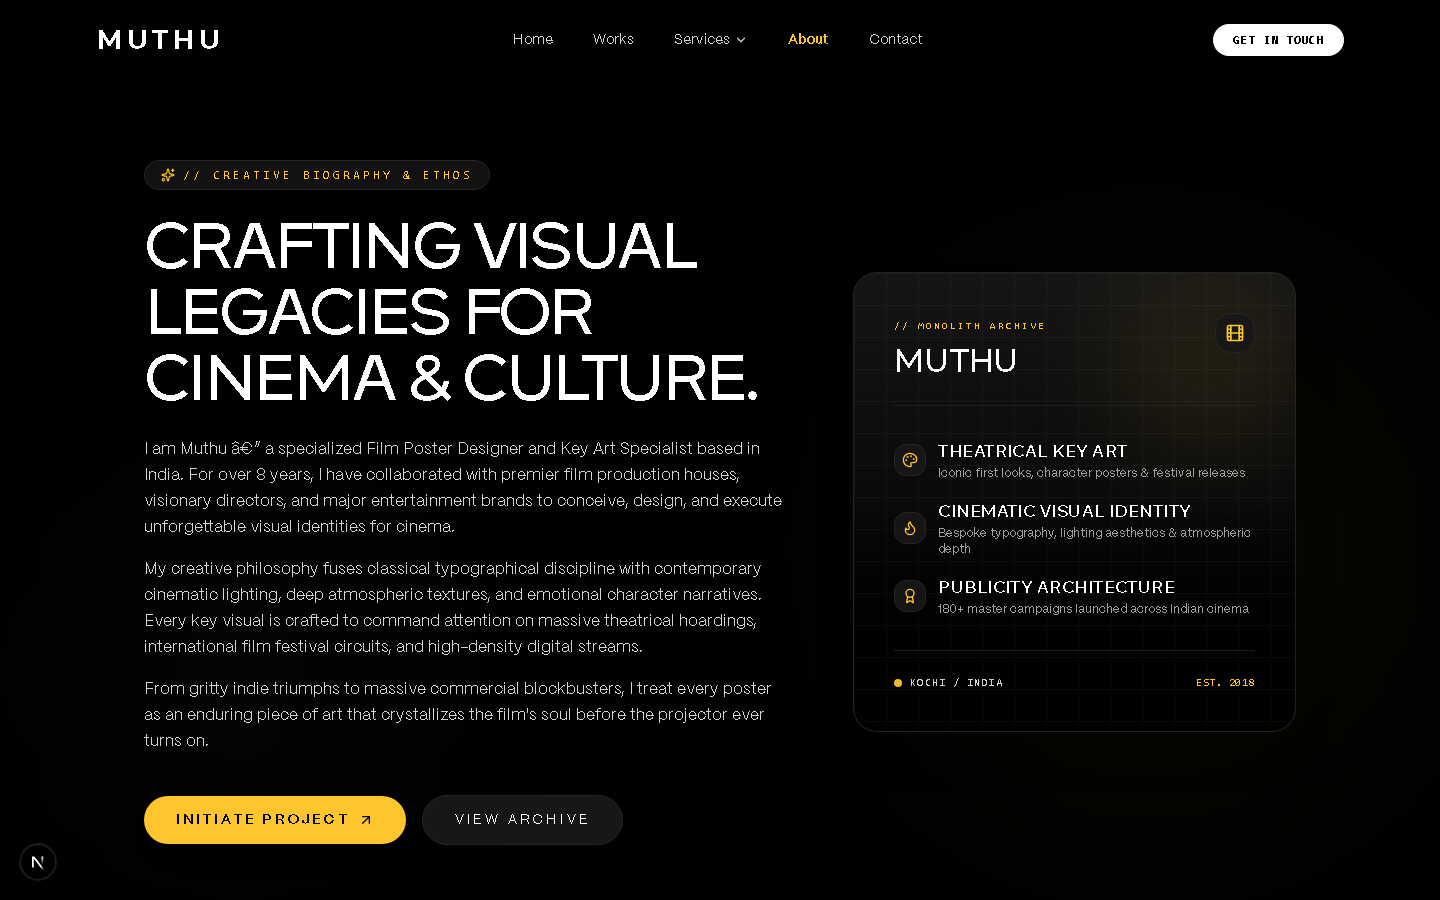 MUTHU
Home
Works
Services
About
Contact
GET IN TOUCH
// CREATIVE BIOGRAPHY & ETHOS
CRAFTING VISUAL
LEGACIES FOR
CINEMA & CULTURE.
I am Muthu â€” a specialized Film Poster Designer and Key Art Specialist based in
India. For over 8 years, I have collaborated with premier film production houses,
visionary directors, and major entertainment brands to conceive, design, and execute
unforgettable visual identities for cinema.
My creative philosophy fuses classical typographical discipline with contemporary
cinematic lighting, deep atmospheric textures, and emotional character narratives.
Every key visual is crafted to command attention on massive theatrical hoardings,
international film festival circuits, and high-density digital streams.
From gritty indie triumphs to massive commercial blockbusters, I treat every poster
as an enduring piece of art that crystallizes the film's soul before the projector ever
turns on.
INITIATE PROJECT
VIEW ARCHIVE
// MONOLITH ARCHIVE
MUTHU
THEATRICAL KEY ART
Iconic first looks, character posters & festival releases
CINEMATIC VISUAL IDENTITY
Bespoke typography, lighting aesthetics & atmospheric
depth
PUBLICITY ARCHITECTURE
180+ master campaigns launched across Indian cinema
KOCHI / INDIA
EST. 2018
N